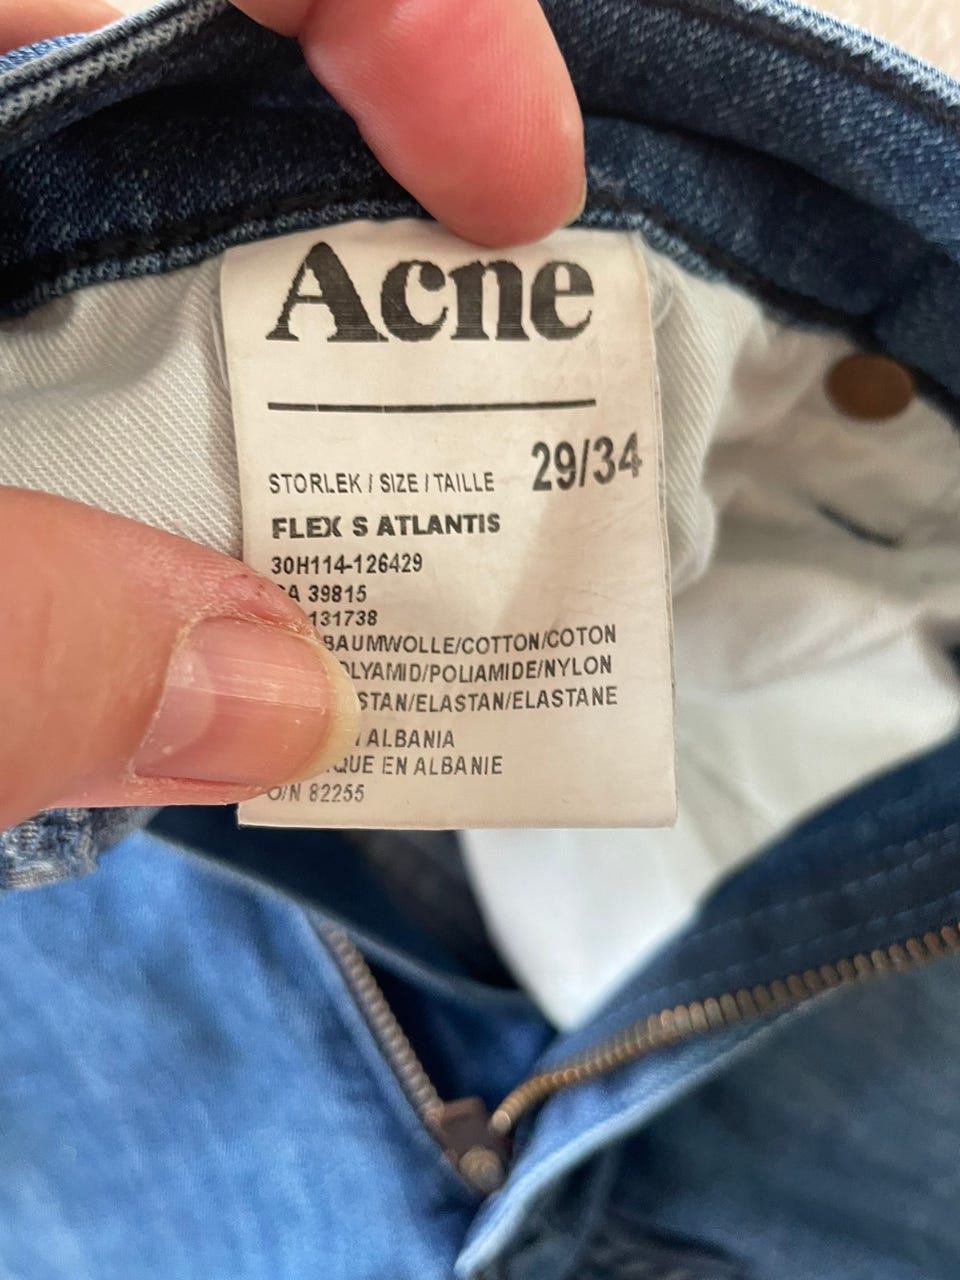 Acne
STORLEK / SIZE / TAILLE 29/34
FLEX S ATLANTIS
30H114-126429
CA 39815
131738
BAUMWOLLE/COTTON/COTON
OLYAMID/POLIAMIDE/NYLON
STAN/ELASTAN/ELASTANE
ALBANIA
QUE EN ALBANIE
O/N 82255